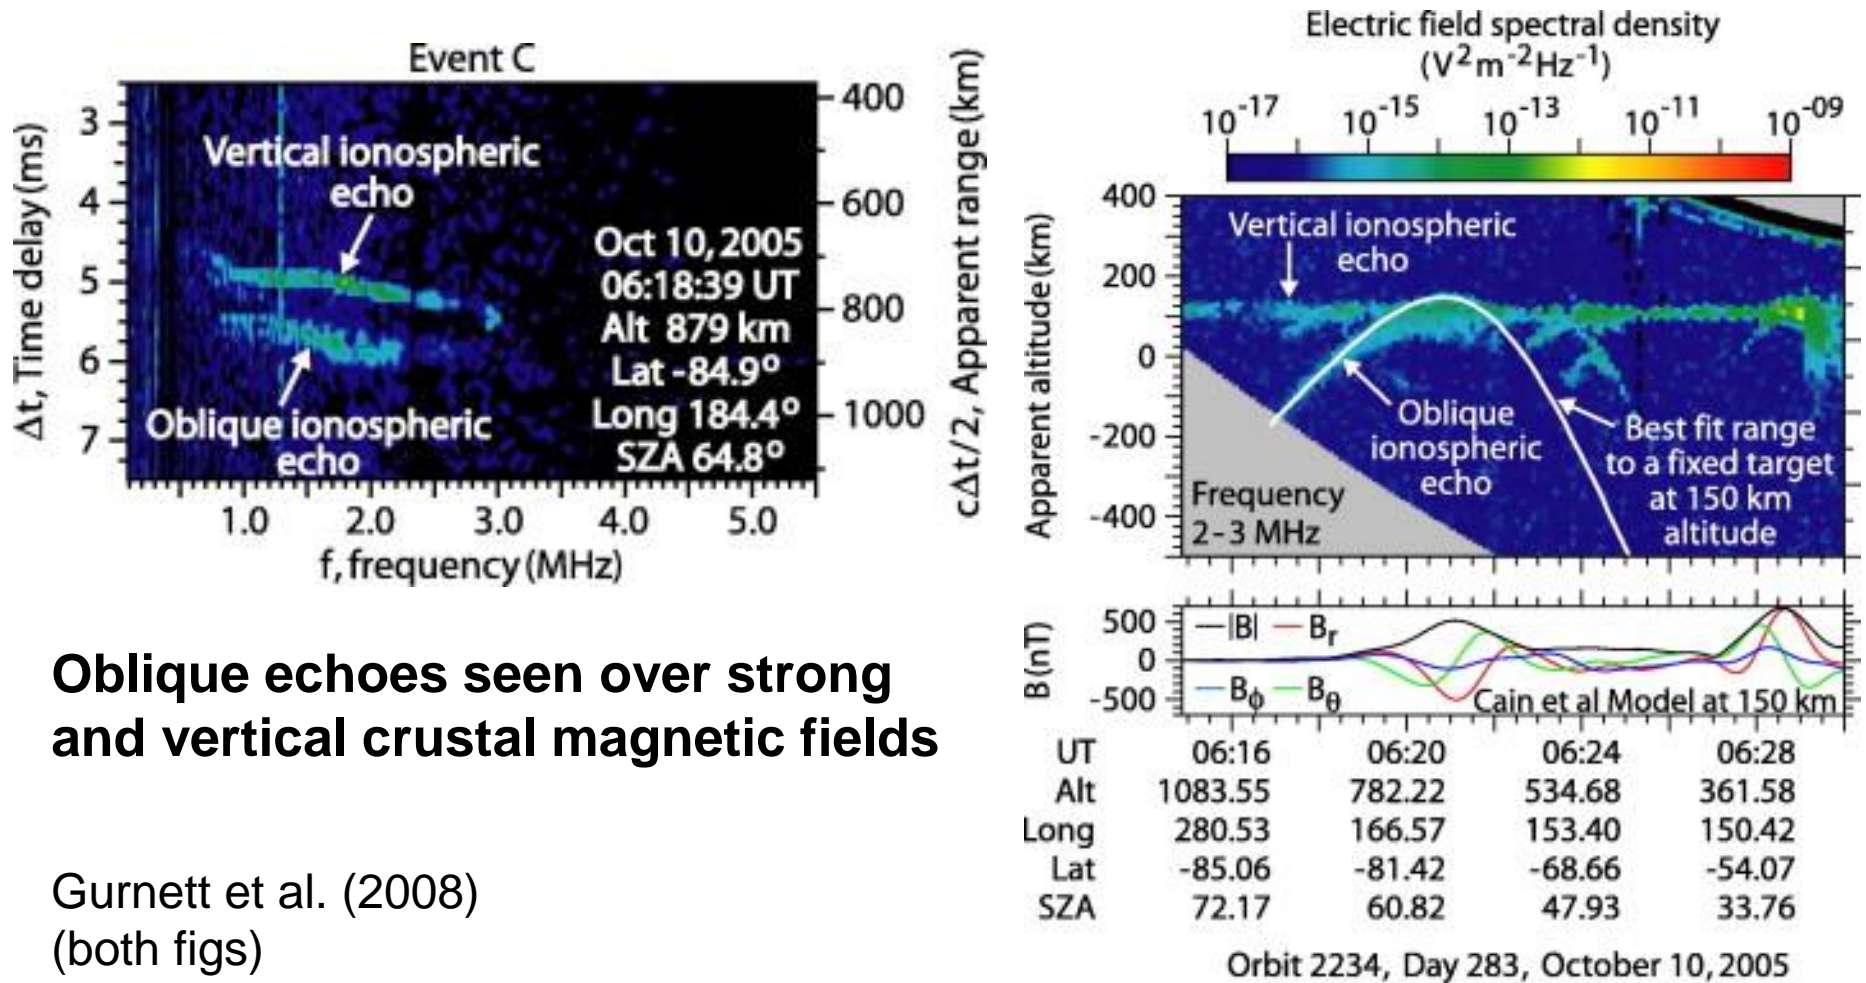 Event C
Δt, Time delay (ms)
3
4
5
6
7
Vertical ionospheric
echo
Oblique ionospheric
echo
Oct 10, 2005
06:18:39 UT
Alt 879 km
Lat -84.9°
Long 184.4°
SZA 64.8°
400
600
800
1000
cΔt/2, Apparent range (km)
1.0 2.0 3.0 4.0 5.0
f, frequency (MHz)
Oblique echoes seen over strong
and vertical crustal magnetic fields
Gurnett et al. (2008)
(both figs)
Electric field spectral density
(V²m⁻²Hz⁻¹)
10⁻¹⁷ 10⁻¹⁵ 10⁻¹³ 10⁻¹¹ 10⁻⁰⁹
Apparent altitude (km)
400
200
0
-200
-400
Vertical ionospheric
echo
Oblique
ionospheric
echo
Best fit range
to a fixed target
at 150 km
altitude
Frequency
2-3 MHz
B (nT)
500
0
-500
|B| Bᵣ
Bϕ Bθ
Cain et al Model at 150 km
UT 06:16 06:20 06:24 06:28
Alt 1083.55 782.22 534.68 361.58
Long 280.53 166.57 153.40 150.42
Lat -85.06 -81.42 -68.66 -54.07
SZA 72.17 60.82 47.93 33.76
Orbit 2234, Day 283, October 10, 2005